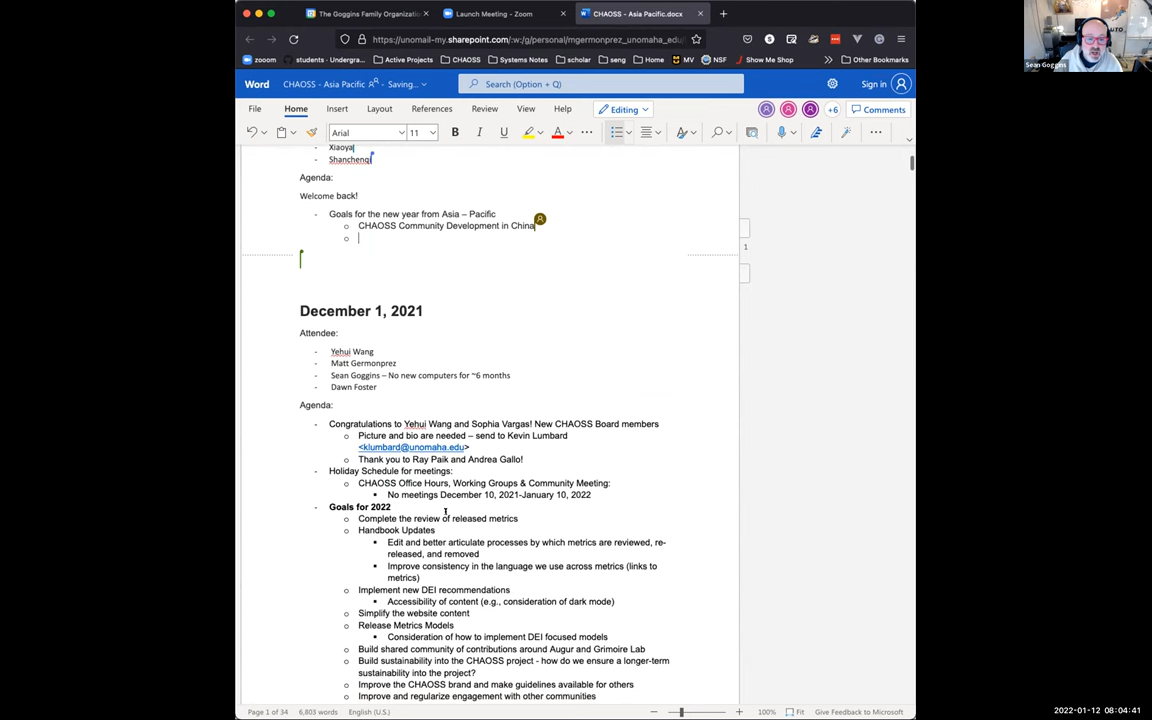 The Goggins Family Organizatio
Launch Meeting - Zoom
CHAOSS - Asia Pacific.docx
https://unomail-my.sharepoint.com/:w:/g/personal/mgermonprez_unomaha_edu/
zooom
students - Undergra...
Active Projects
CHAOSS
Systems Notes
scholar
seng
Home
MV
NSF
Show Me Shop
Other Bookmarks
Word
CHAOSS - Asia Pacific - Saving...
Search (Option + Q)
Sign in
File
Home
Insert
Layout
References
Review
View
Help
Editing
+6
Comments
Arial
11
B I U
- Xiaoya
- Shanchenqi
Agenda:
Welcome back!
- Goals for the new year from Asia – Pacific
o CHAOSS Community Development in China
o
1
December 1, 2021
Attendee:
- Yehui Wang
- Matt Germonprez
- Sean Goggins – No new computers for ~6 months
- Dawn Foster
Agenda:
- Congratulations to Yehui Wang and Sophia Vargas! New CHAOSS Board members
o Picture and bio are needed – send to Kevin Lumbard
<klumbard@unomaha.edu>
o Thank you to Ray Paik and Andrea Gallo!
- Holiday Schedule for meetings:
o CHAOSS Office Hours, Working Groups & Community Meeting:
▪ No meetings December 10, 2021-January 10, 2022
- Goals for 2022
o Complete the review of released metrics
o Handbook Updates
▪ Edit and better articulate processes by which metrics are reviewed, re-
released, and removed
▪ Improve consistency in the language we use across metrics (links to
metrics)
o Implement new DEI recommendations
▪ Accessibility of content (e.g., consideration of dark mode)
o Simplify the website content
o Release Metrics Models
▪ Consideration of how to implement DEI focused models
o Build shared community of contributions around Augur and Grimoire Lab
o Build sustainability into the CHAOSS project - how do we ensure a longer-term
sustainability into the project?
o Improve the CHAOSS brand and make guidelines available for others
o Improve and regularize engagement with other communities
Page 1 of 34
6,803 words
English (U.S.)
100%
Fit
Give Feedback to Microsoft
Sean Goggins
2022-01-12 08:04:41